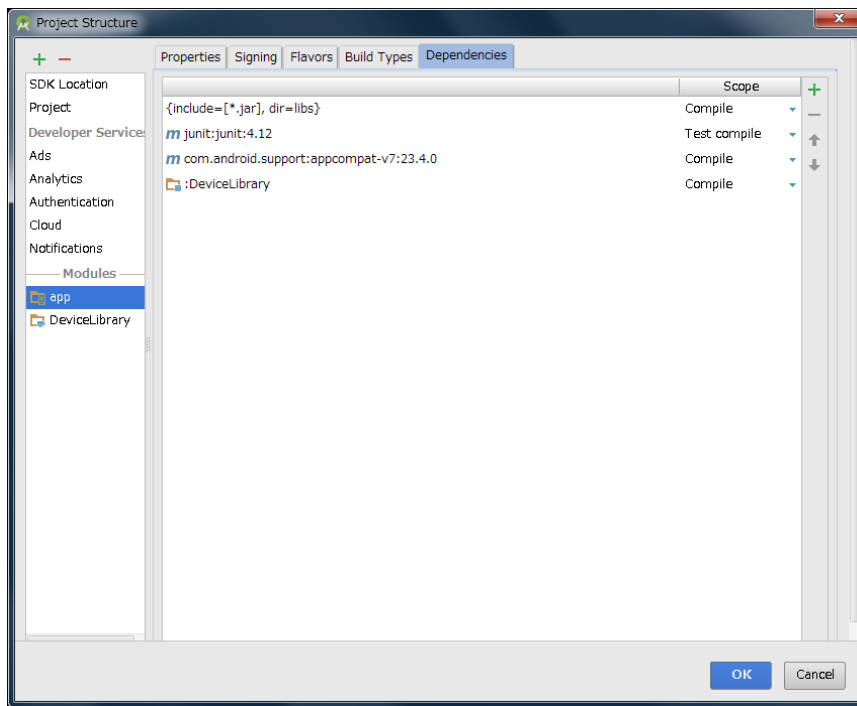 Project Structure
Properties Signing Flavors Build Types Dependencies
SDK Location
Project
Developer Service
Ads
Analytics
Authentication
Cloud
Notifications
Modules
app
DeviceLibrary
Scope
{include=[*.jar], dir=libs} Compile
m junit:junit:4.12 Test compile
m com.android.support:appcompat-v7:23.4.0 Compile
:DeviceLibrary Compile
OK Cancel